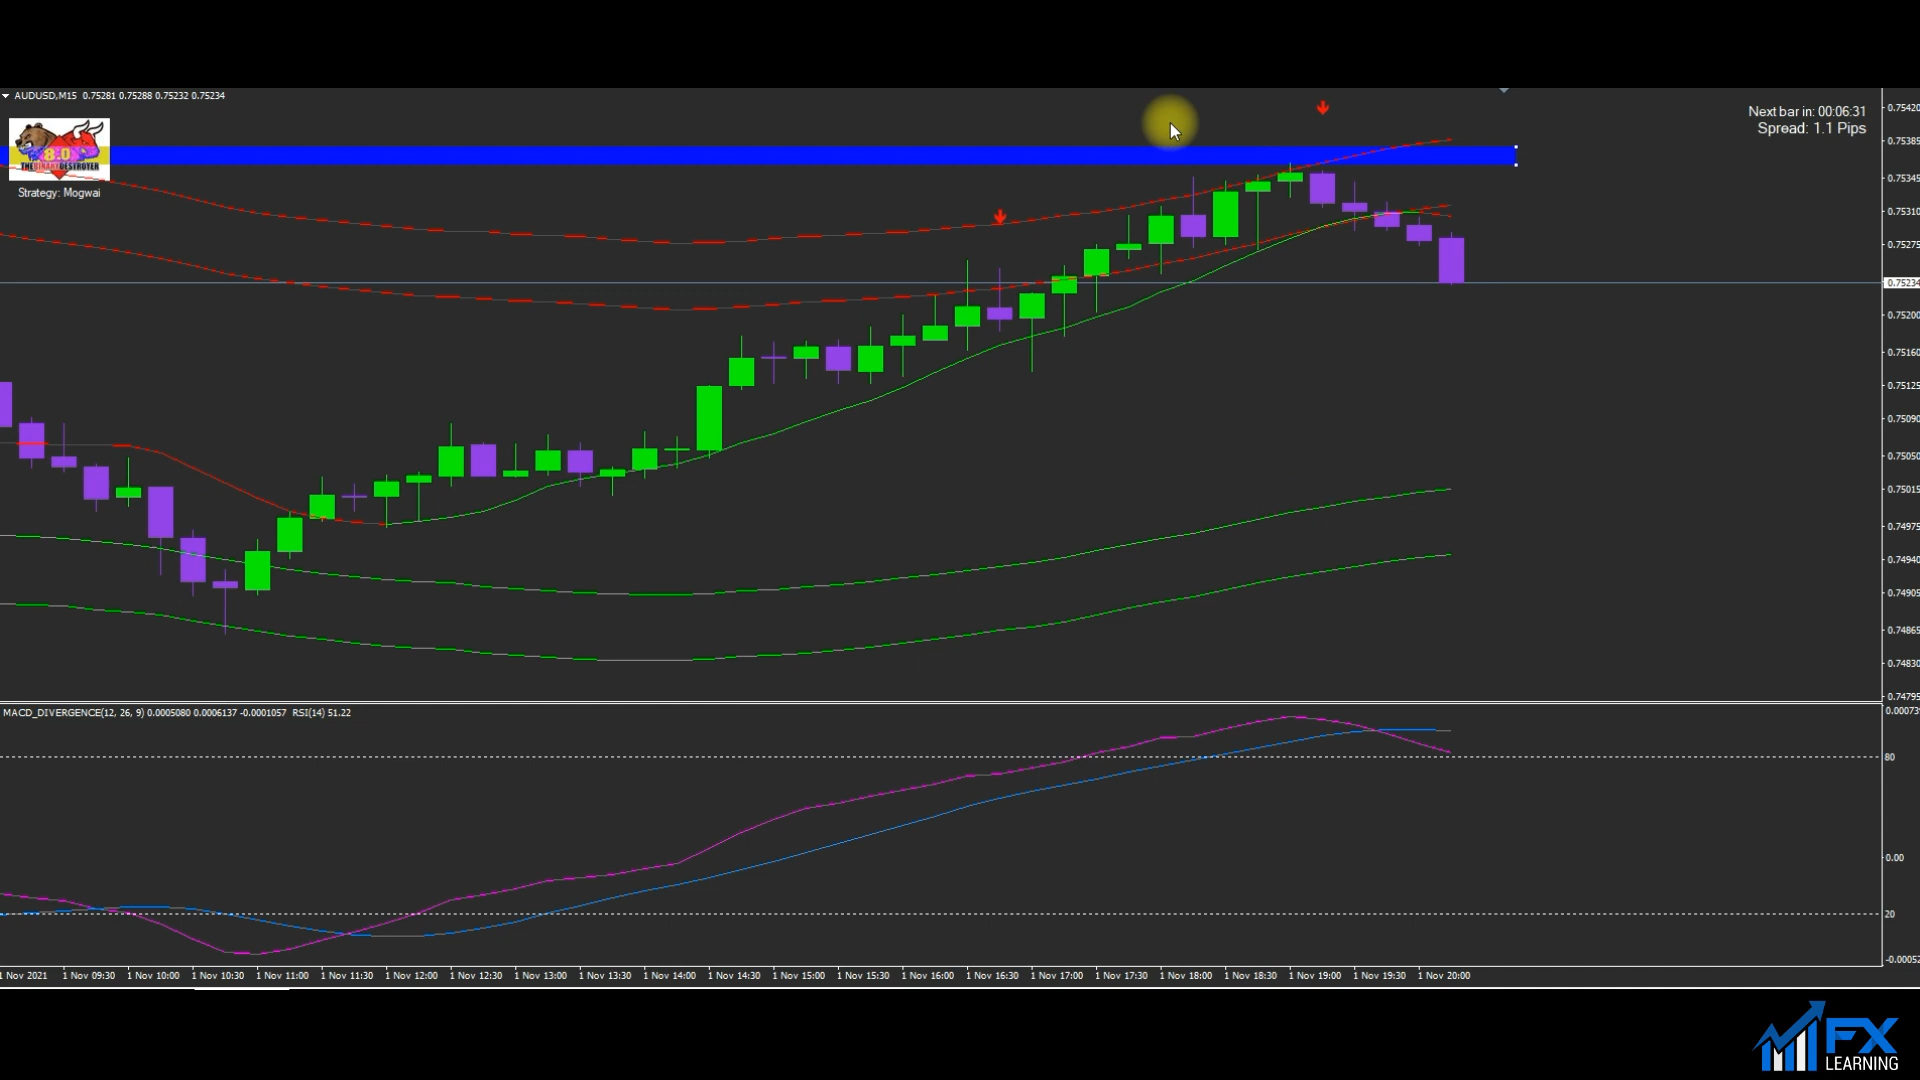 AUDUSD,M15 0.75281 0.75288 0.75232 0.75234
Next bar in: 00:06:31
Spread: 1.1 Pips
8.0
Strategy: Mogwai
0.75420
0.75385
0.75345
0.75310
0.75275
0.75234
0.75200
0.75160
0.75125
0.75090
0.75050
0.75015
0.74975
0.74940
0.74905
0.74865
0.74830
0.74795
MACD_DIVERGENCE(12, 26, 9) 0.0005080 0.0006137 -0.0001057 RSI(14) 51.22
80
0.00
20
1 Nov 2021 1 Nov 09:30 1 Nov 10:00 1 Nov 10:30 1 Nov 11:00 1 Nov 11:30 1 Nov 12:00 1 Nov 12:30 1 Nov 13:00 1 Nov 13:30 1 Nov 14:00 1 Nov 14:30 1 Nov 15:00 1 Nov 15:30 1 Nov 16:00 1 Nov 16:30 1 Nov 17:00 1 Nov 17:30 1 Nov 18:00 1 Nov 18:30 1 Nov 19:00 1 Nov 19:30 1 Nov 20:00
FX
LEARNING